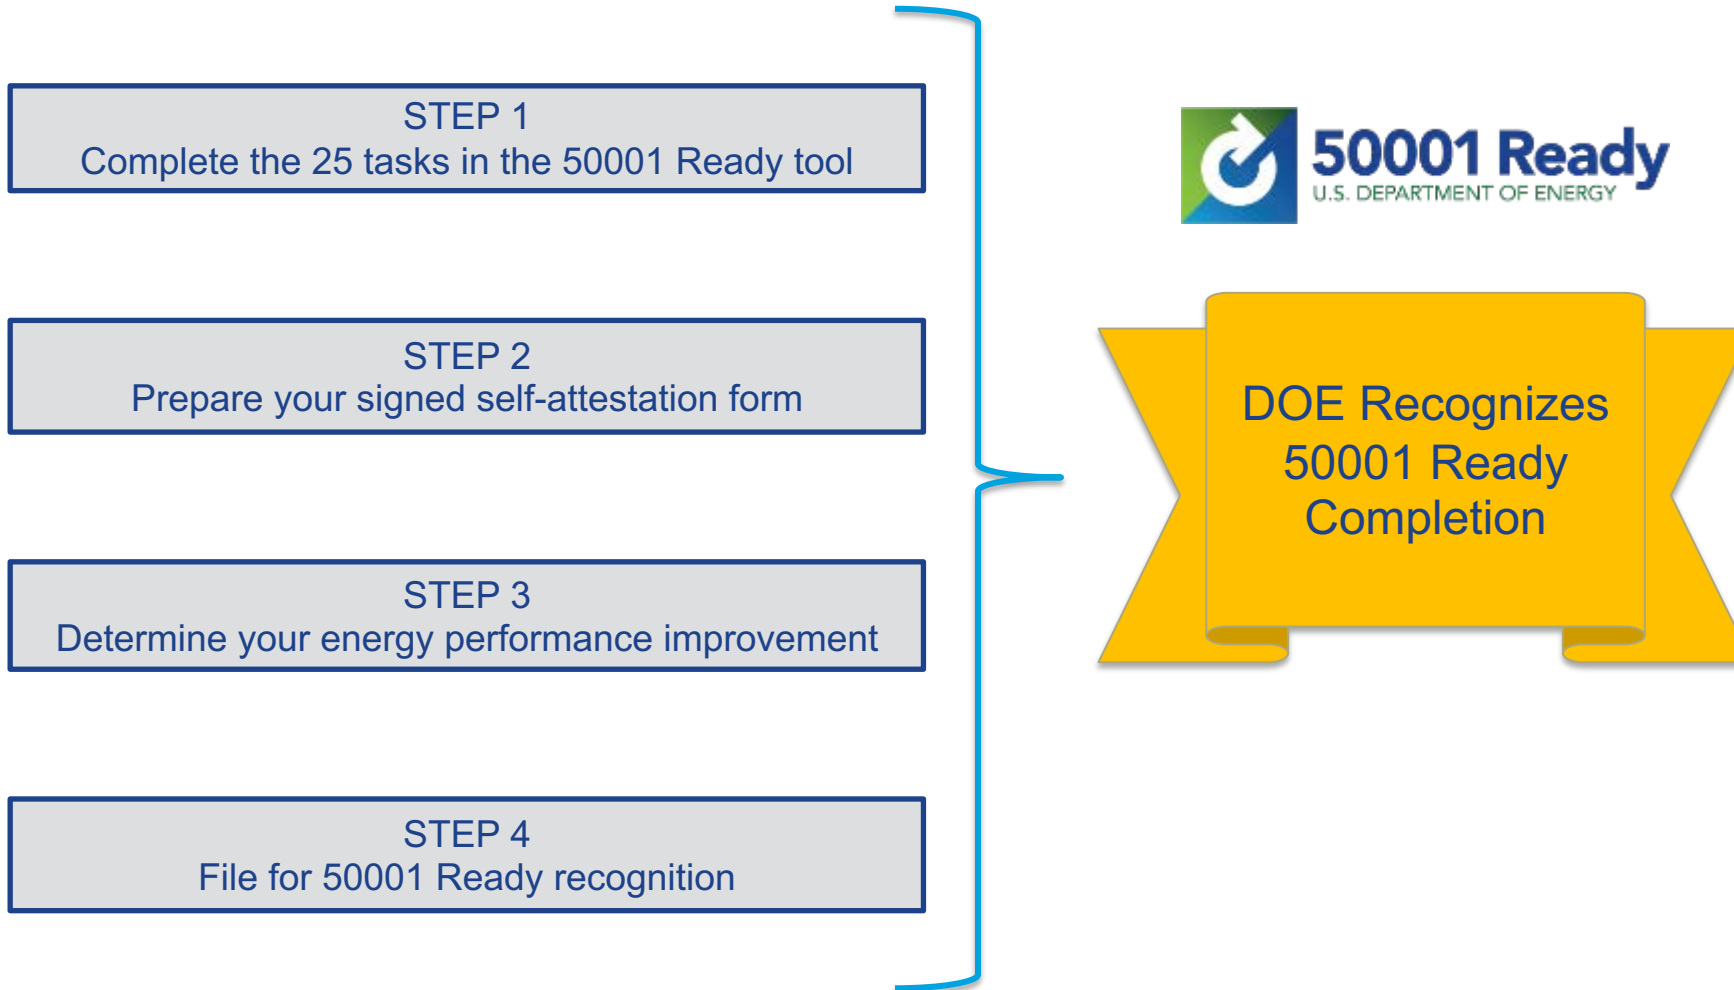 STEP 1
Complete the 25 tasks in the 50001 Ready tool
STEP 2
Prepare your signed self-attestation form
STEP 3
Determine your energy performance improvement
STEP 4
File for 50001 Ready recognition
50001 Ready
U.S. DEPARTMENT OF ENERGY
DOE Recognizes
50001 Ready
Completion